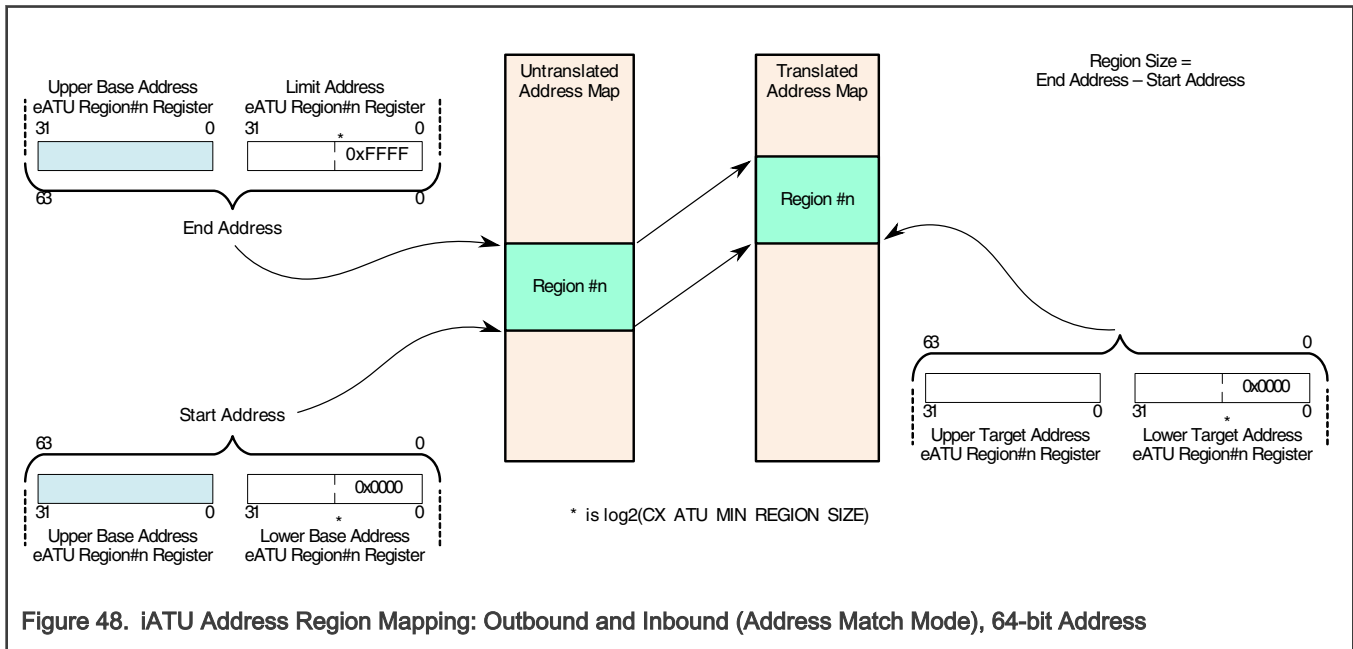 Upper Base Address
eATU Region#n Register
31 0
63
Limit Address
eATU Region#n Register
31 0
*
0xFFFF
0
End Address
Start Address
63 0
31 0
Upper Base Address
eATU Region#n Register
0x0000
31 0
*
Lower Base Address
eATU Region#n Register
Untranslated
Address Map
Region #n
Translated
Address Map
Region #n
* is log2(CX ATU MIN REGION SIZE)
Region Size =
End Address – Start Address
63 0
31 0
Upper Target Address
eATU Region#n Register
0x0000
31 0
*
Lower Target Address
eATU Region#n Register
Figure 48. iATU Address Region Mapping: Outbound and Inbound (Address Match Mode), 64-bit Address